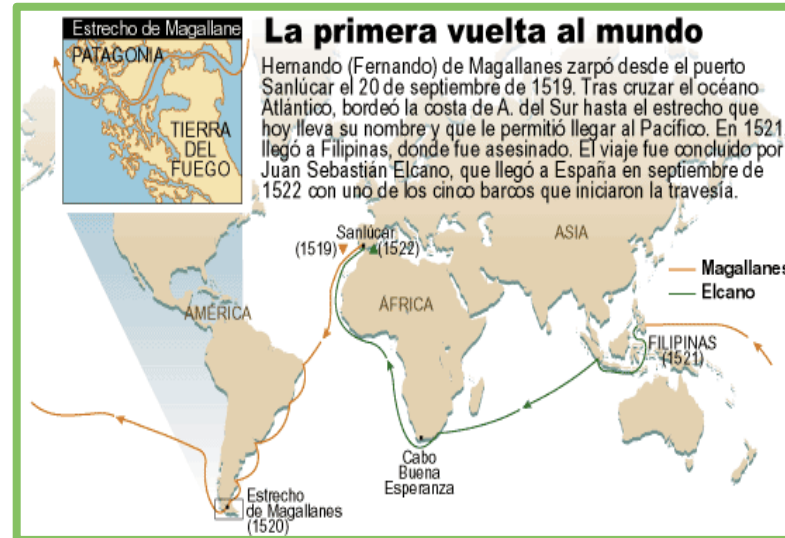 Estrecho de Magallane
PATAGONIA
TIERRA
DEL
FUEGO
La primera vuelta al mundo
Hernando (Fernando) de Magallanes zarpó desde el puerto
Sanlúcar el 20 de septiembre de 1519. Tras cruzar el océano
Atlántico, bordeó la costa de A. del Sur hasta el estrecho que
hoy lleva su nombre y que le permitió llegar al Pacífico. En 1521,
llegó a Filipinas, donde fue asesinado. El viaje fue concluido por
Juan Sebastián Elcano, que llegó a España en septiembre de
1522 con uno de los cinco barcos que iniciaron la travesía.
Sanlúcar
(1519)
(1522)
ASIA
Magallanes
Elcano
AMÉRICA
ÁFRICA
FILIPINAS
(1521)
Cabo
Buena
Esperanza
Estrecho
de Magallanes
(1520)